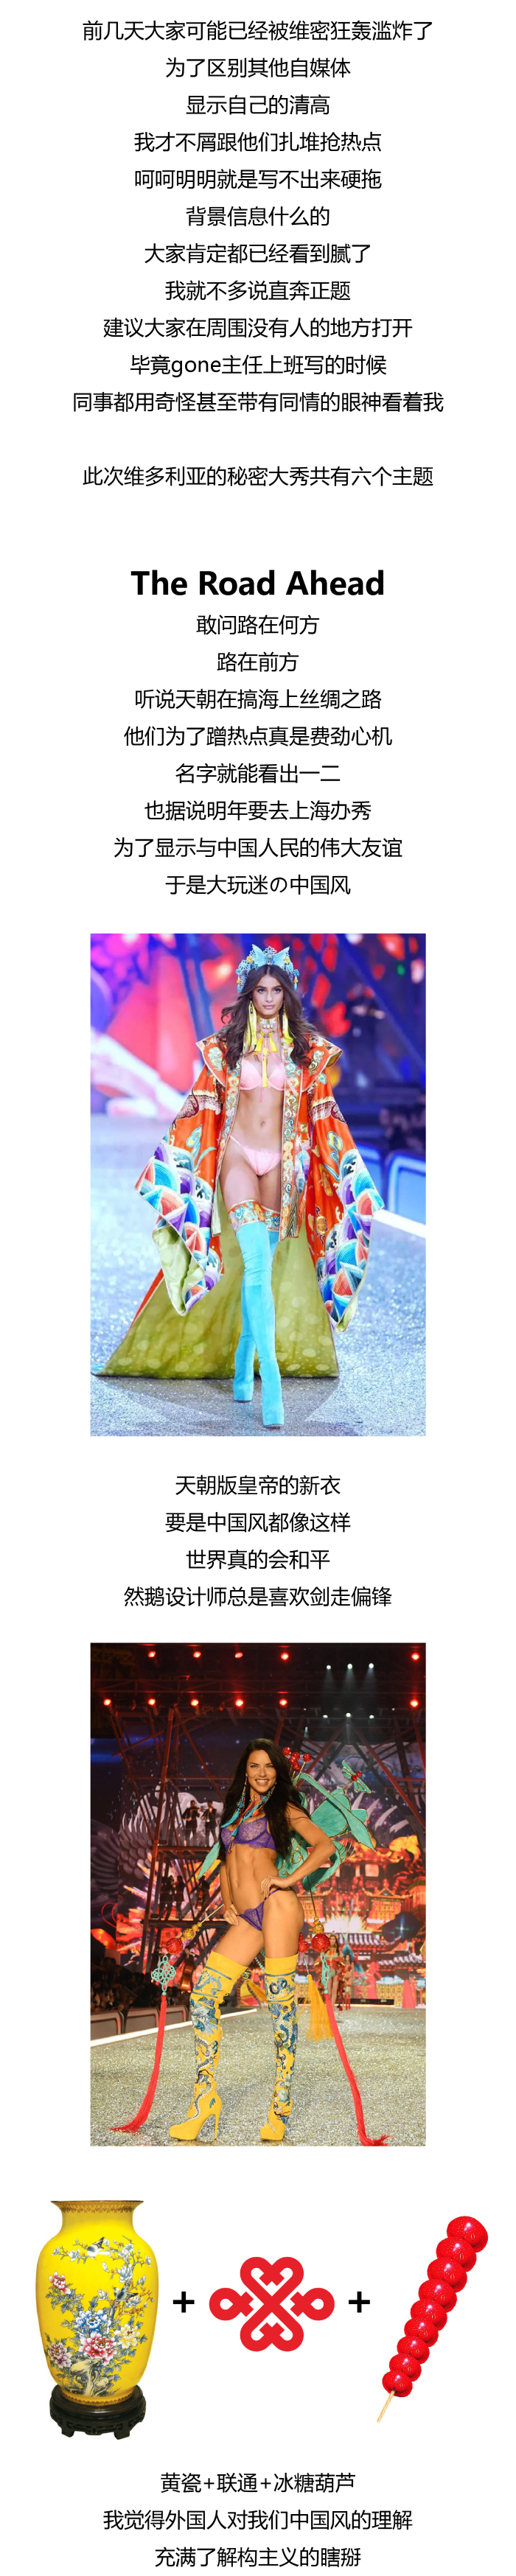 前几天大家可能已经被维密狂轰滥炸了
为了区别其他自媒体
显示自己的清高
我才不屑跟他们扎堆抢热点
呵呵明明就是写不出来硬拖
背景信息什么的
大家肯定都已经看到腻了
我就不多说直奔正题
建议大家在周围没有人的地方打开
毕竟gone主任上班写的时候
同事都用奇怪甚至带有同情的眼神看着我
此次维多利亚的秘密大秀共有六个主题
The Road Ahead
敢问路在何方
路在前方
听说天朝在搞海上丝绸之路
他们为了蹭热点真是费劲心机
名字就能看出一二
也据说明年要去上海办秀
为了显示与中国人民的伟大友谊
于是大玩迷の中国风
天朝版皇帝的新衣
要是中国风都像这样
世界真的会和平
然鹅设计师总是喜欢剑走偏锋
+ +
黄瓷+联通+冰糖葫芦
我觉得外国人对我们中国风的理解
充满了解构主义的瞎掰